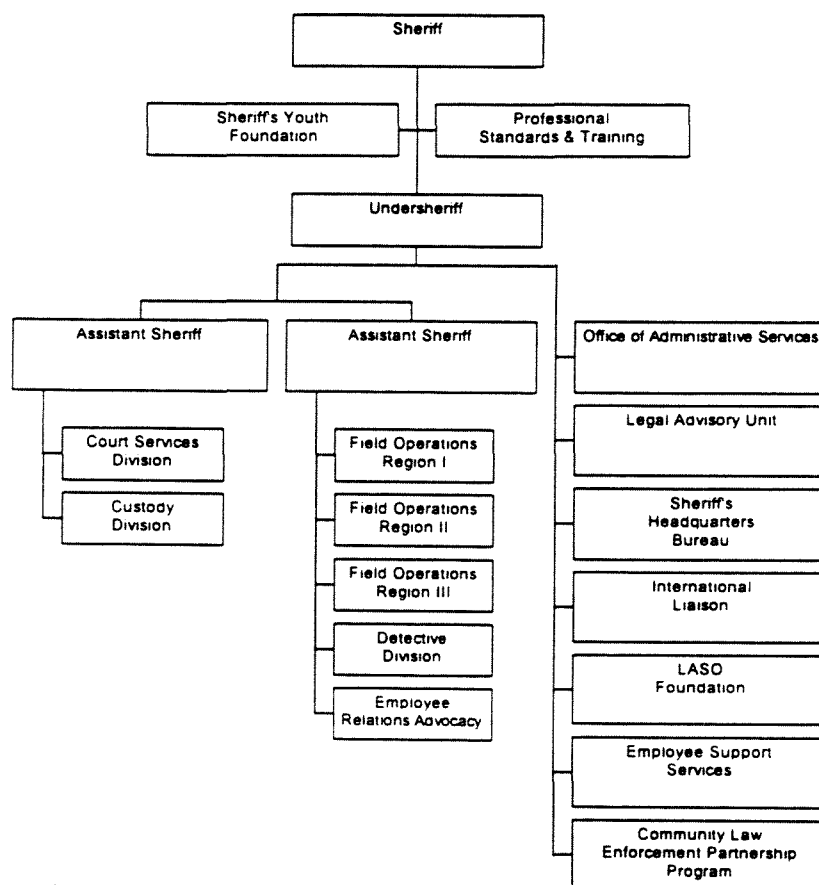 Sheriff
Sheriff's Youth
Foundation
Professional
Standards & Training
Undersheriff
Assistant Sheriff
Court Services
Division
Custody
Division
Assistant Sheriff
Field Operations
Region I
Field Operations
Region II
Field Operations
Region III
Detective
Division
Employee
Relations Advocacy
Office of Administrative Services
Legal Advisory Unit
Sheriff's
Headquarters
Bureau
International
Liaison
LASO
Foundation
Employee Support
Services
Community Law
Enforcement Partnership
Program